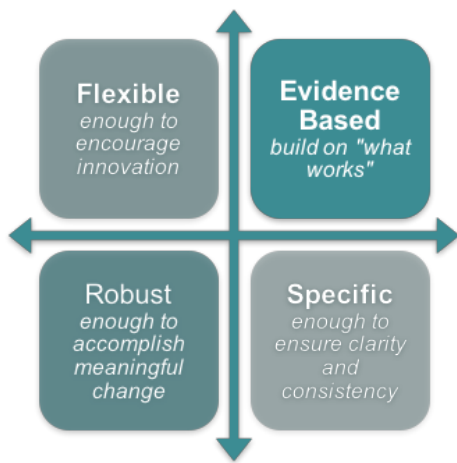 Flexible
enough to
encourage
innovation
Evidence
Based
build on "what
works"
Robust
enough to
accomplish
meaningful
change
Specific
enough to
ensure clarity
and
consistency